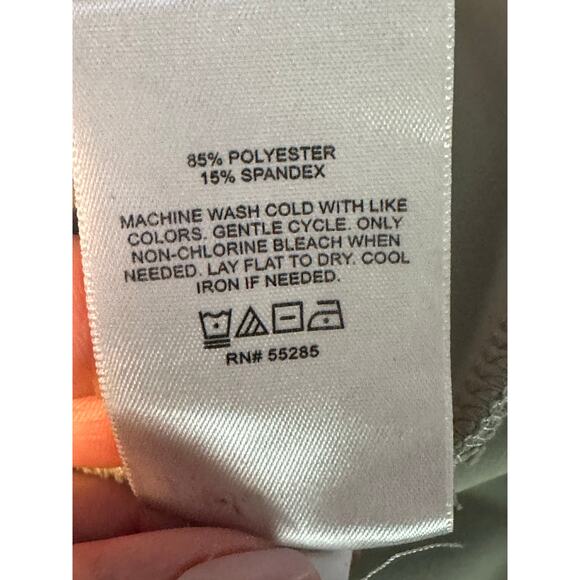 85% POLYESTER
15% SPANDEX
MACHINE WASH COLD WITH LIKE
COLORS. GENTLE CYCLE. ONLY
NON-CHLORINE BLEACH WHEN
NEEDED. LAY FLAT TO DRY. COOL
IRON IF NEEDED.
RN# 55285